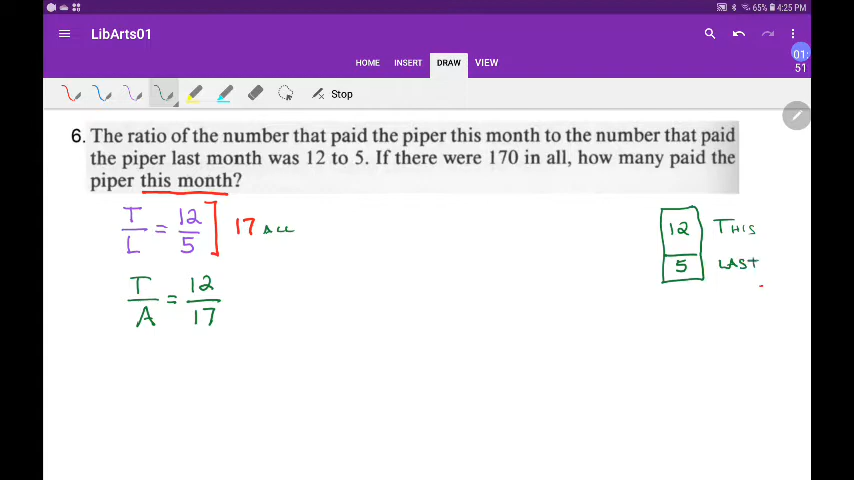 65% 4:25 PM
LibArts01
01:
51
HOME INSERT DRAW VIEW
Stop
6. The ratio of the number that paid the piper this month to the number that paid
the piper last month was 12 to 5. If there were 170 in all, how many paid the
piper this month?
T/L = 12/5 ] 17 ALL
12 THIS
5 LAST
T/A = 12/17